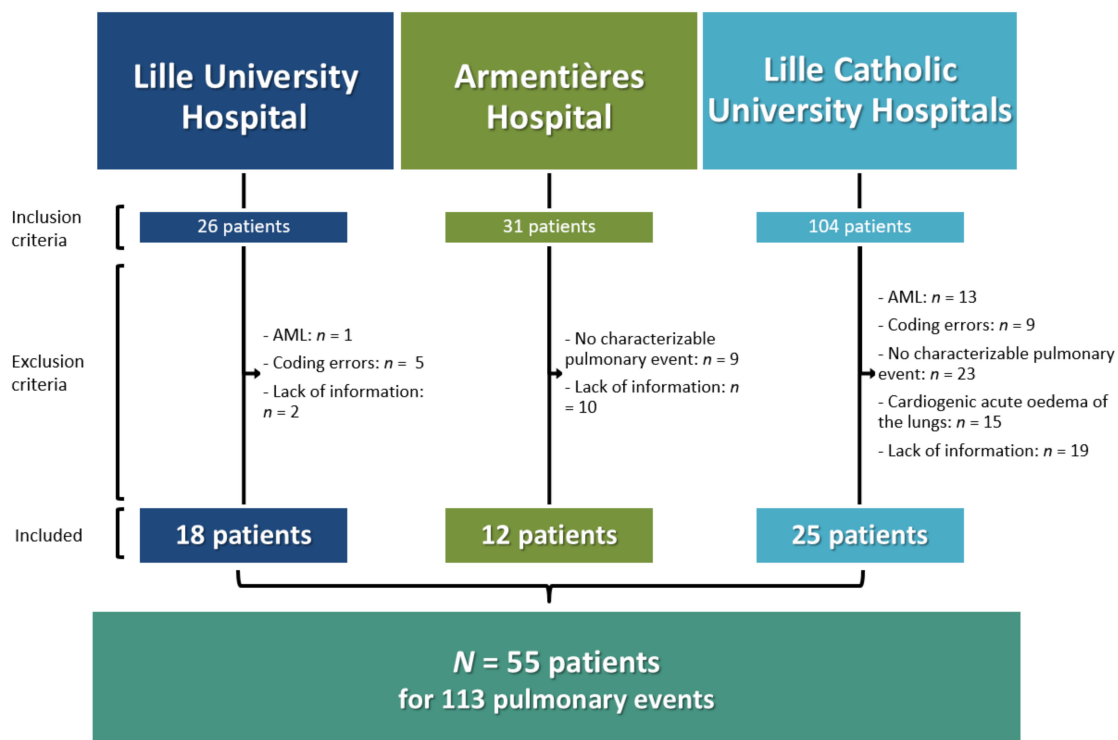 Lille University
Hospital
Armentières
Hospital
Lille Catholic
University Hospitals
Inclusion
criteria
26 patients
31 patients
104 patients
Exclusion
criteria
- AML: n = 1
- Coding errors: n = 5
- Lack of information:
n = 2
- No characterizable
pulmonary event: n = 9
- Lack of information: n
= 10
- AML: n = 13
- Coding errors: n = 9
- No characterizable pulmonary
event: n = 23
- Cardiogenic acute oedema of
the lungs: n = 15
- Lack of information: n = 19
Included
18 patients
12 patients
25 patients
N = 55 patients
for 113 pulmonary events